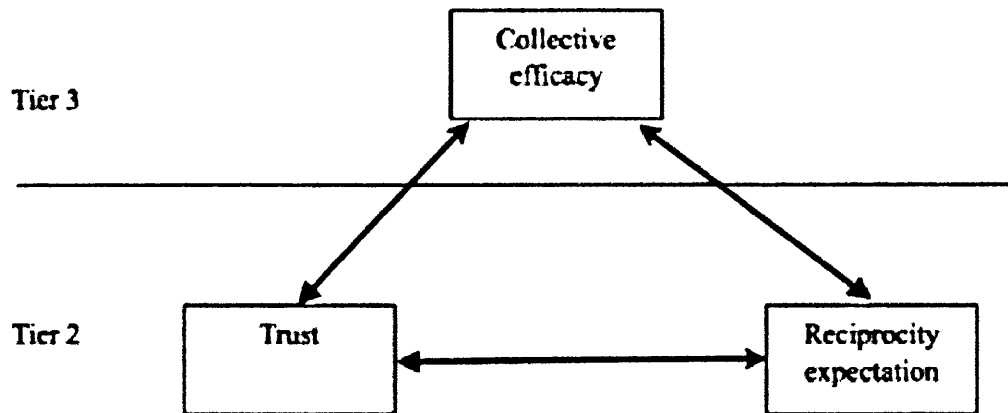 Collective
efficacy
Tier 3
Tier 2
Trust
Reciprocity
expectation